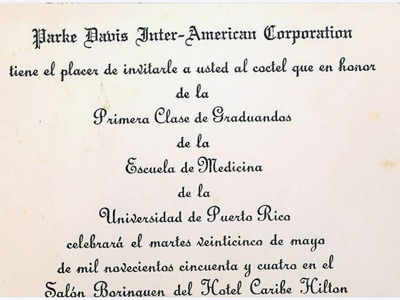 Parke Davis Inter-American Corporation
tiene el placer de invitarle a usted al coctel que en honor
de la
Primera Clase de Graduandos
de la
Escuela de Medicina
de la
Universidad de Puerto Rico
celebrará el martes veinticinco de mayo
de mil novecientos cincuenta y cuatro en el
Salón Borinquen del Hotel Caribe Hilton